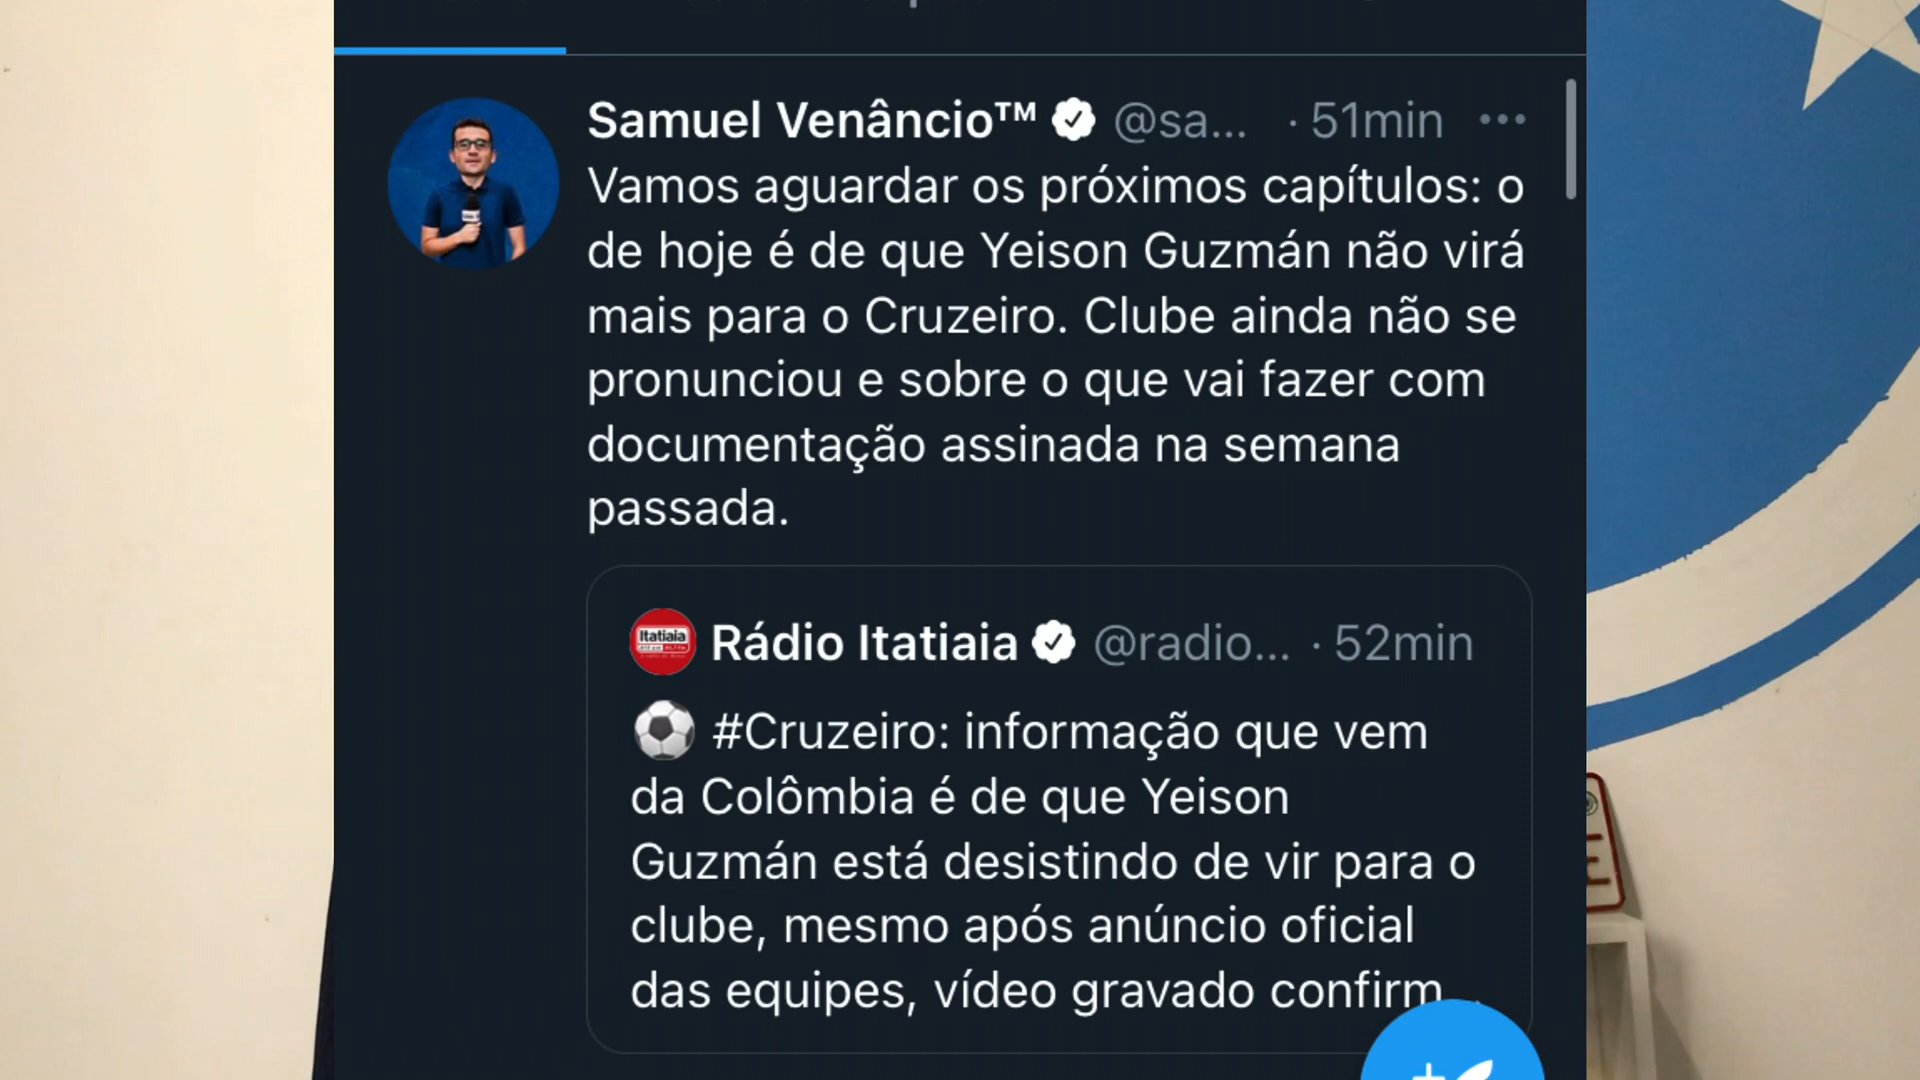 Samuel Venâncio™ @sa... · 51min
Vamos aguardar os próximos capítulos: o
de hoje é de que Yeison Guzmán não virá
mais para o Cruzeiro. Clube ainda não se
pronunciou e sobre o que vai fazer com
documentação assinada na semana
passada.
Itatiaia
Rádio Itatiaia @radio... · 52min
#Cruzeiro: informação que vem
da Colômbia é de que Yeison
Guzmán está desistindo de vir para o
clube, mesmo após anúncio oficial
das equipes, vídeo gravado confirm...